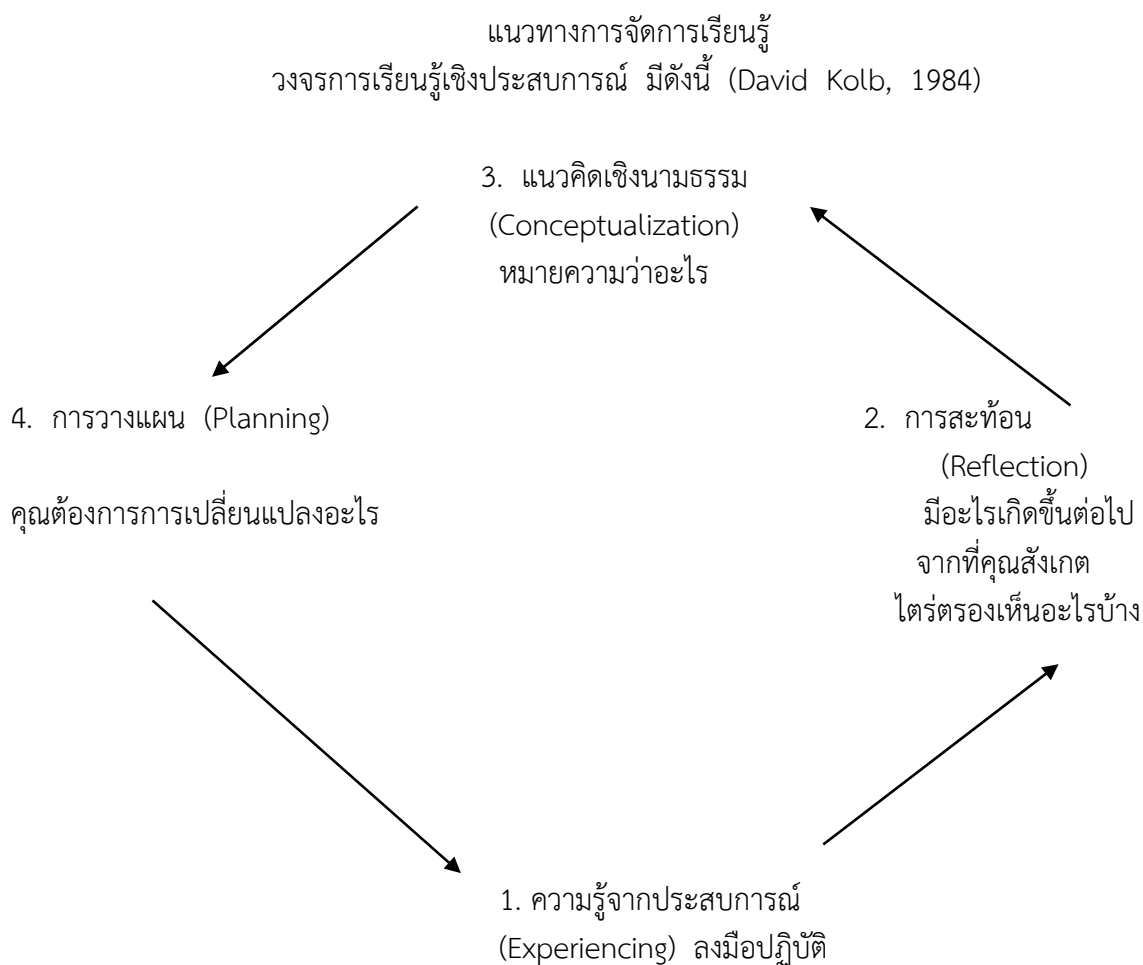 แนวทางการจัดการเรียนรู้
วงจรการเรียนรู้เชิงประสบการณ์ มีดังนี้ (David Kolb, 1984)
3. แนวคิดเชิงนามธรรม
(Conceptualization)
หมายความว่าอะไร
4. การวางแผน (Planning)
คุณต้องการการเปลี่ยนแปลงอะไร
2. การสะท้อน
(Reflection)
มีอะไรเกิดขึ้นต่อไป
จากที่คุณสังเกต
ไตร่ตรองเห็นอะไรบ้าง
1. ความรู้จากประสบการณ์
(Experiencing) ลงมือปฏิบัติ